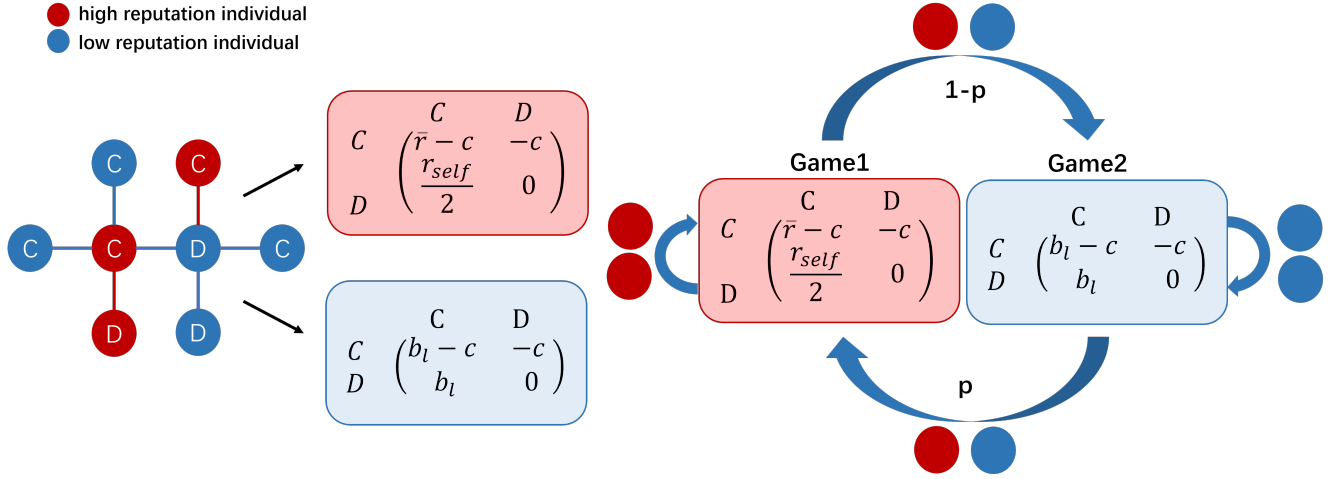 high reputation individual
low reputation individual
C C
C C D C
D D
C D
C r̄ − c −c
D r_self/2 0
C D
C b_l − c −c
D b_l 0
1-p
Game1 Game2
C D
C r̄ − c −c
D r_self/2 0
C D
C b_l − c −c
D b_l 0
p